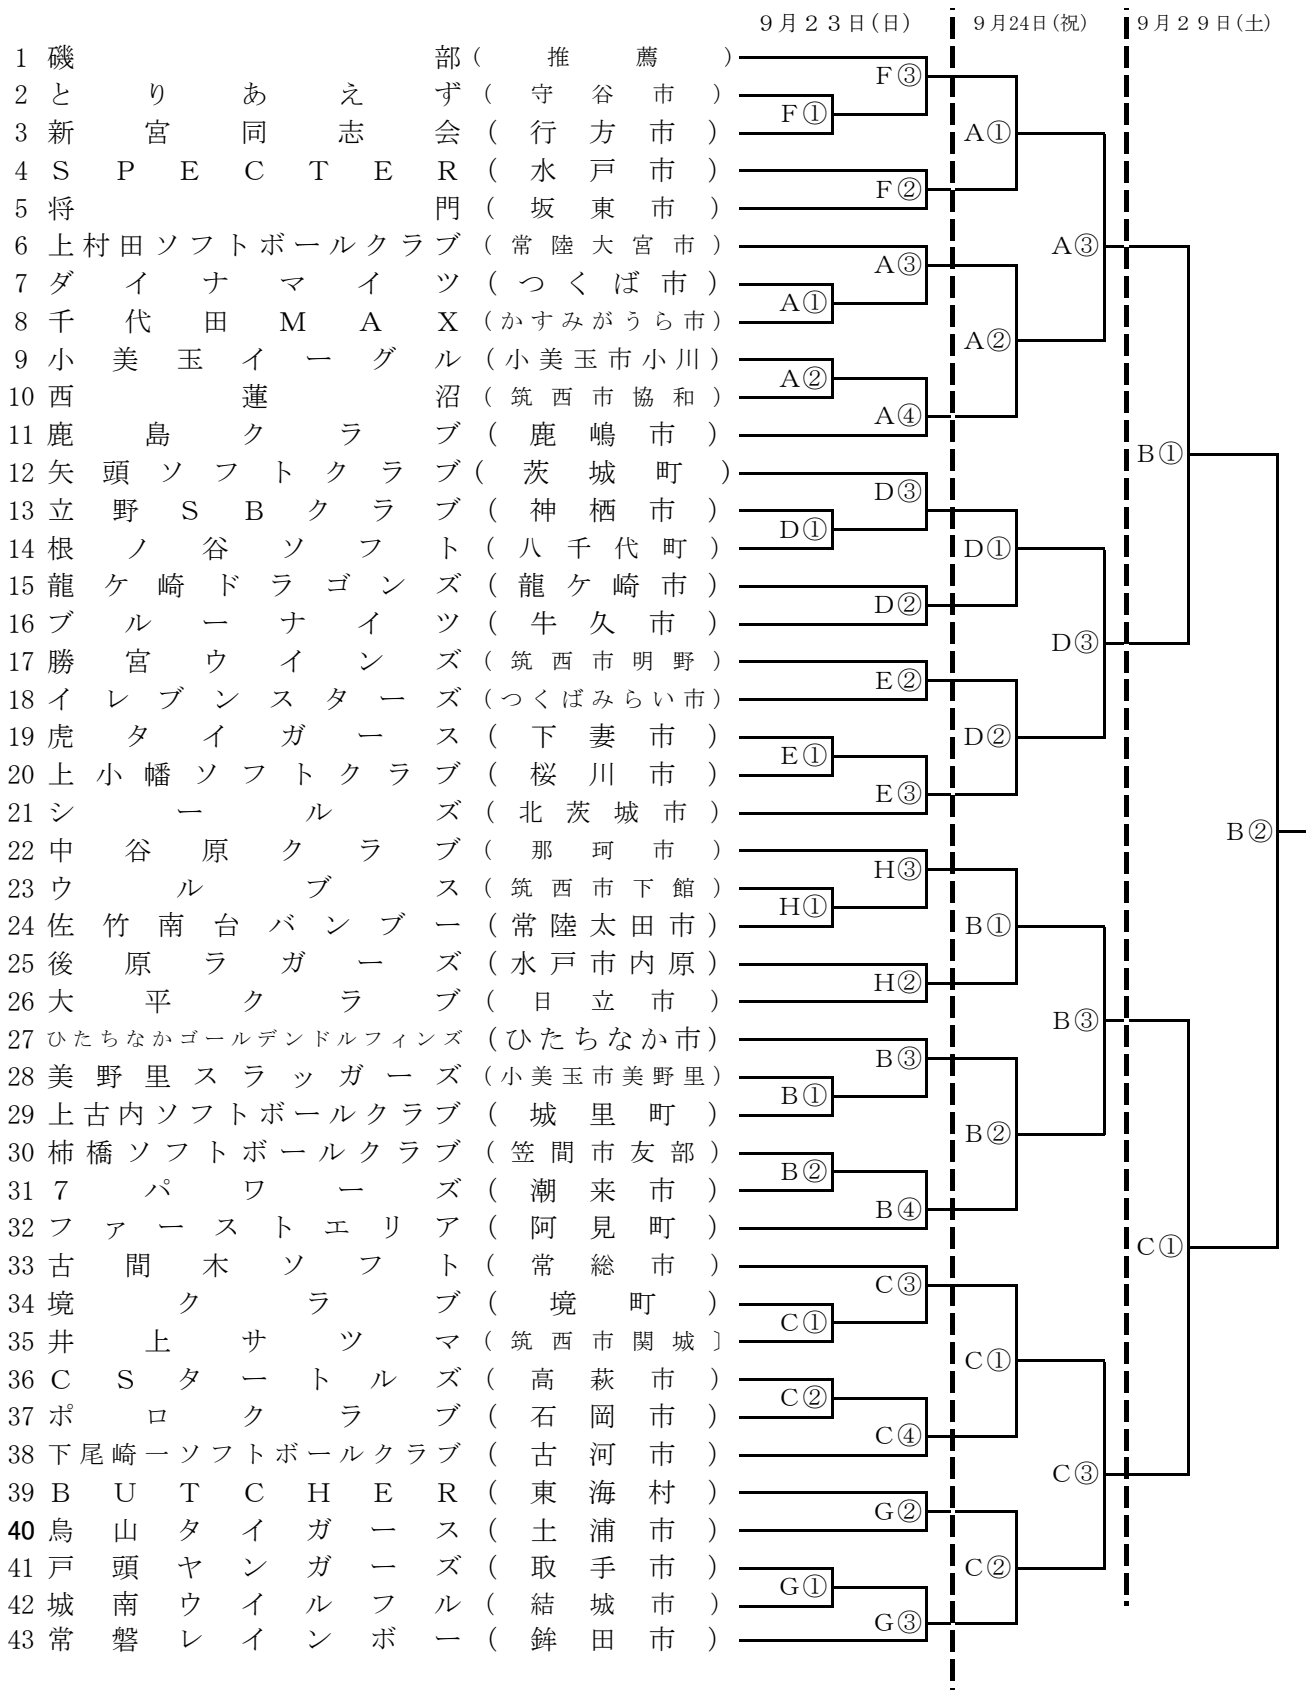 9月23日(日) 9月24日(祝) 9月29日(土)
1 磯部(推薦)
F③
2 とりあえず(守谷市)
F①
3 新宮同志会(行方市)
A①
4 SPECTER(水戸市)
F②
5 将門(坂東市)
6 上村田ソフトボールクラブ(常陸大宮市)
A③ A③
7 ダイナマイツ(つくば市)
A①
8 千代田MAX(かすみがうら市)
A②
9 小美玉イーグル(小美玉市小川)
A②
10 西蓮沼(筑西市協和)
A④
11 鹿島クラブ(鹿嶋市)
B①
12 矢頭ソフトクラブ(茨城町)
D③
13 立野SBクラブ(神栖市)
D①
14 根ノ谷ソフト(八千代町)
D①
15 龍ケ崎ドラゴンズ(龍ケ崎市)
D②
16 ブルーナイツ(牛久市)
D③
17 勝宮ウインズ(筑西市明野)
E②
18 イレブンスターズ(つくばみらい市)
19 虎タイガース(下妻市)
E① D②
20 上小幡ソフトクラブ(桜川市)
E③
21 シールズ(北茨城市)
B②
22 中谷原クラブ(那珂市)
H③
23 ウルブス(筑西市下館)
H①
24 佐竹南台バンブー(常陸太田市)
B①
25 後原ラガーズ(水戸市内原)
H②
26 大平クラブ(日立市)
B③
27 ひたちなかゴールデンドルフィンズ(ひたちなか市)
B③
28 美野里スラッガーズ(小美玉市美野里)
B①
29 上古内ソフトボールクラブ(城里町)
B②
30 柿橋ソフトボールクラブ(笠間市友部)
B②
31 7パワーズ(潮来市)
B④
32 ファーストエリア(阿見町)
C①
33 古間木ソフト(常総市)
C③
34 境クラブ(境町)
C①
35 井上サツマ(筑西市関城〕
C①
36 CSタートルズ(高萩市)
C②
37 ポロクラブ(石岡市)
C④
38 下尾崎一ソフトボールクラブ(古河市)
C③
39 BUTCHER(東海村)
G②
40 烏山タイガース(土浦市)
41 戸頭ヤンガーズ(取手市)
G① C②
42 城南ウイルフル(結城市)
G③
43 常磐レインボー(鉾田市)